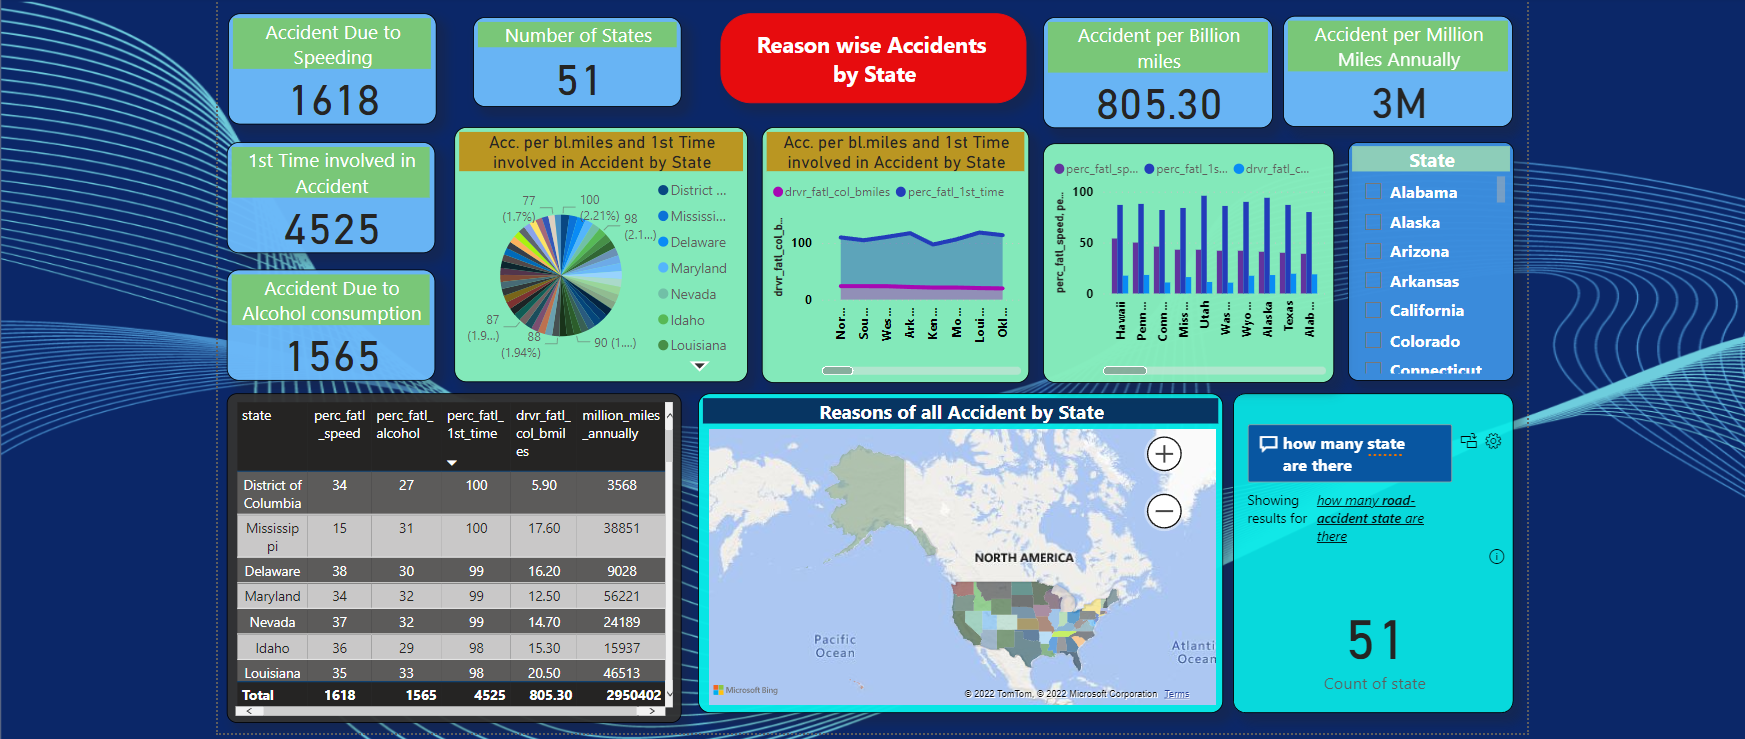 Accident Due to
Speeding
1618
Number of States
51
Reason wise Accidents
by State
Accident per Billion
miles
805.30
Accident per Million
Miles Annually
3M
1st Time involved in
Accident
4525
Accident Due to
Alcohol consumption
1565
Acc. per bl.miles and 1st Time
involved in Accident by State
77
(1.7%)
100
(2.21%)
98
(2.1...)
90 (1....)
88
(1.94%)
87
(1.9...)
District ...
Mississi...
Delaware
Maryland
Nevada
Idaho
Louisiana
Acc. per bl.miles and 1st Time
involved in Accident by State
drvr_fatl_col_bmiles perc_fatl_1st_time
drvr_fatl_col_b...
100
0
Nor...
Sou...
Wes...
Ark...
Ken...
Mo...
Loui...
Okl...
perc_fatl_sp... perc_fatl_1s... drvr_fatl_c...
perc_fatl_speed, pe...
100
50
0
Hawaii
Penn...
Conn...
Miss...
Utah
Was...
Wyo...
Alaska
Texas
Alab...
State
Alabama
Alaska
Arizona
Arkansas
California
Colorado
Connecticut
state perc_fatl_speed perc_fatl_alcohol perc_fatl_1st_time drvr_fatl_col_bmiles million_miles_annually
District of Columbia 34 27 100 5.90 3568
Mississippi 15 31 100 17.60 38851
Delaware 38 30 99 16.20 9028
Maryland 34 32 99 12.50 56221
Nevada 37 32 99 14.70 24189
Idaho 36 29 98 15.30 15937
Louisiana 35 33 98 20.50 46513
Total 1618 1565 4525 805.30 2950402
Reasons of all Accident by State
NORTH AMERICA
Pacific
Ocean
Atlanti
Ocean
Microsoft Bing
© 2022 TomTom, © 2022 Microsoft Corporation Terms
how many state
are there
Showing
results for
how many road-
accident state are
there
51
Count of state